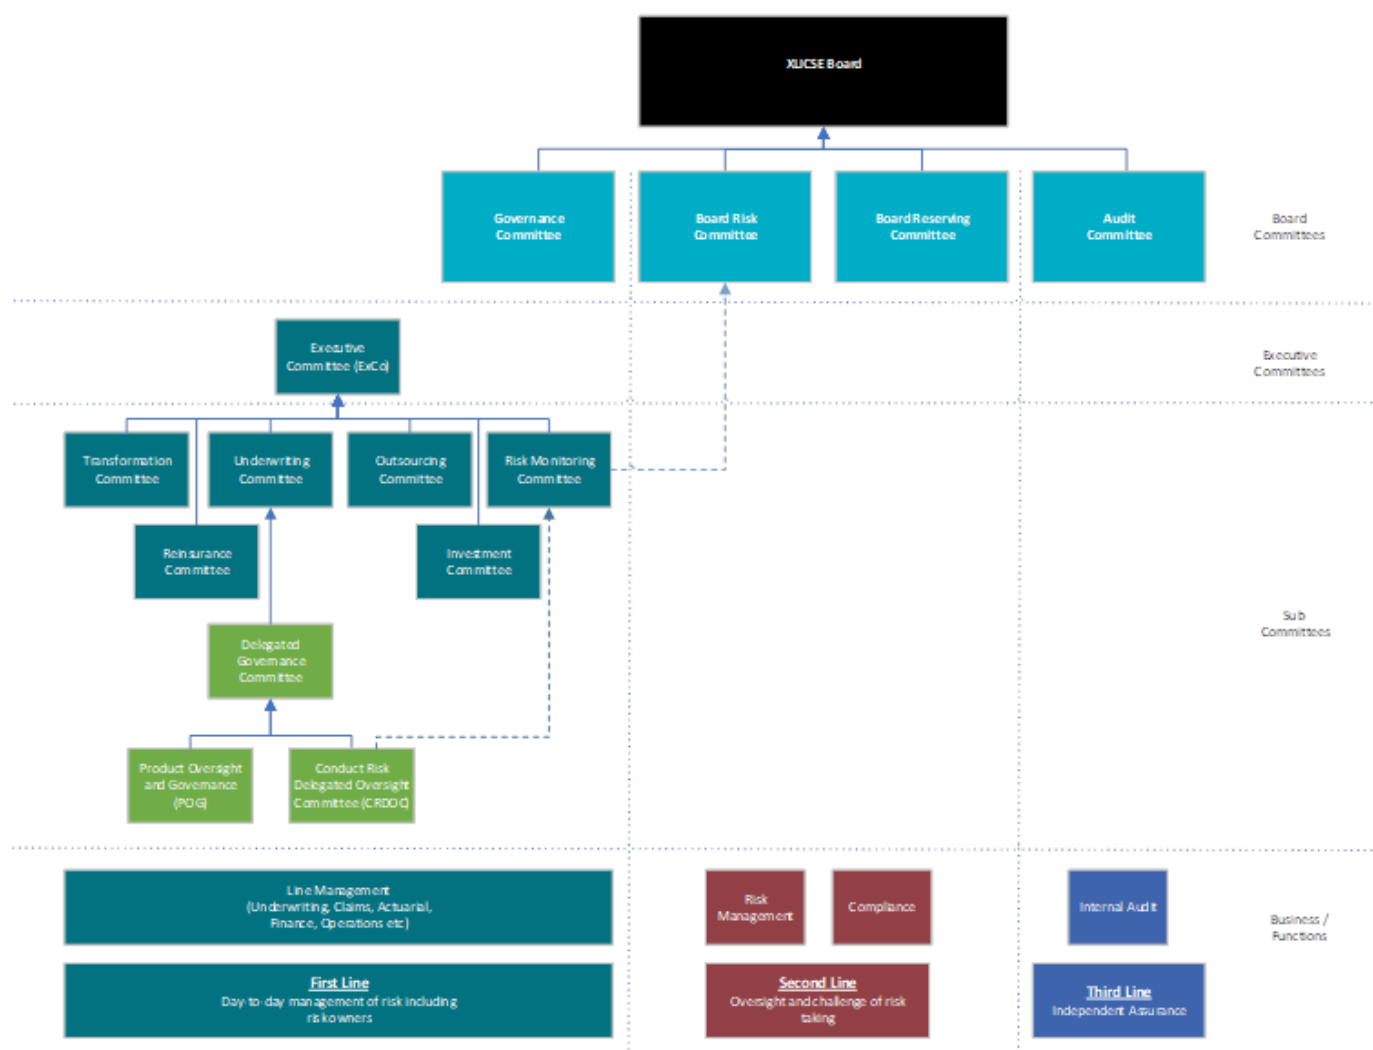 XLICSE Board
Governance
Committee
Board Risk
Committee
Board Reserving
Committee
Audit
Committee
Board
Committees
Executive
Committee (ExCo)
Executive
Committees
Transformation
Committee
Underwriting
Committee
Outsourcing
Committee
Risk Monitoring
Committee
Reinsurance
Committee
Investment
Committee
Sub
Committees
Delegated
Governance
Committee
Product Oversight
and Governance
(POG)
Conduct Risk
Delegated Oversight
Committee (CRDOC)
Line Management
(Underwriting, Claims, Actuarial,
Finance, Operations etc)
Risk
Management
Compliance
Internal Audit
Business /
Functions
First Line
Day-to-day management of risk including
risk owners
Second Line
Oversight and challenge of risk
taking
Third Line
Independent Assurance